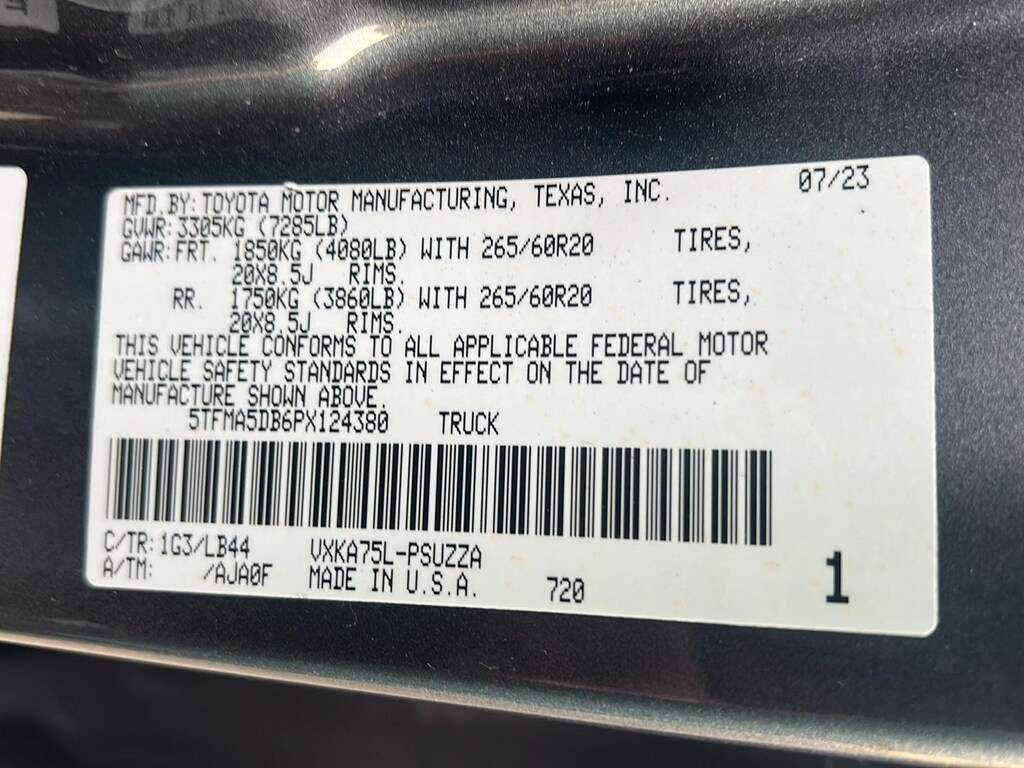 MFD.BY: TOYOTA MOTOR MANUFACTURING, TEXAS, INC. 07/23
GVWR: 3305KG (7285LB)
GAWR: FRT. 1850KG (4080LB) WITH 265/60R20 TIRES,
20X8.5J RIMS.
RR. 1750KG (3860LB) WITH 265/60R20 TIRES,
20X8.5J RIMS.
THIS VEHICLE CONFORMS TO ALL APPLICABLE FEDERAL MOTOR
VEHICLE SAFETY STANDARDS IN EFFECT ON THE DATE OF
MANUFACTURE SHOWN ABOVE.
5TFMA5DB6PX124380 TRUCK
C/TR: 1G3/LB44 VXKA75L-PSUZZA
A/TM: /AJA0F MADE IN U.S.A. 720 1